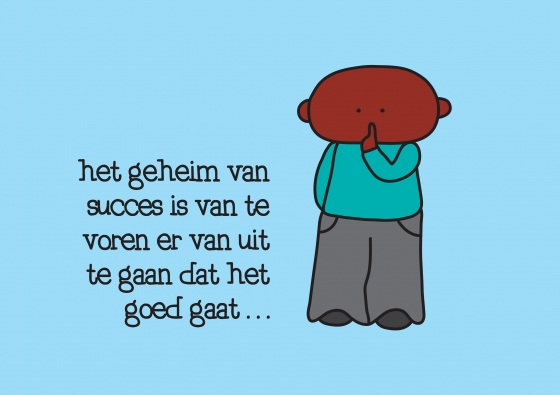 het geheim van
succes is van te
voren er van uit
te gaan dat het
goed gaat...